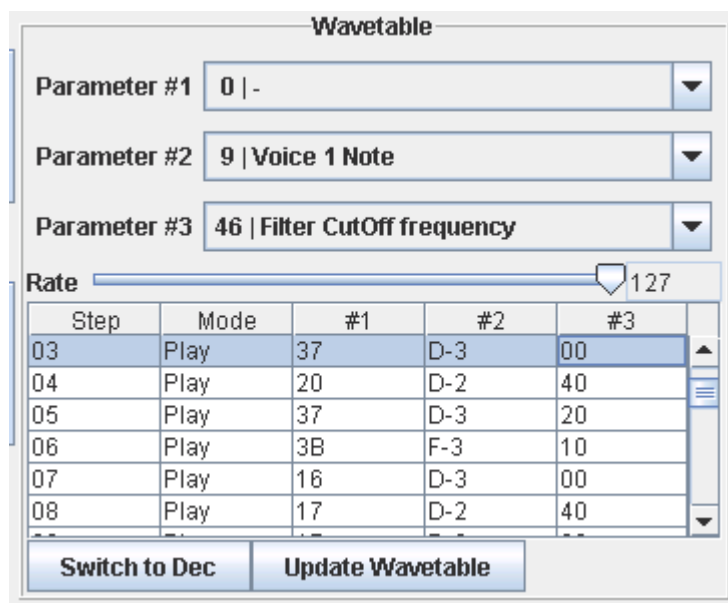 Wavetable
Parameter #1 0 | -
Parameter #2 9 | Voice 1 Note
Parameter #3 46 | Filter CutOff frequency
Rate 127
Step Mode #1 #2 #3
03 Play 37 D-3 00
04 Play 20 D-2 40
05 Play 37 D-3 20
06 Play 3B F-3 10
07 Play 16 D-3 00
08 Play 17 D-2 40
Switch to Dec Update Wavetable